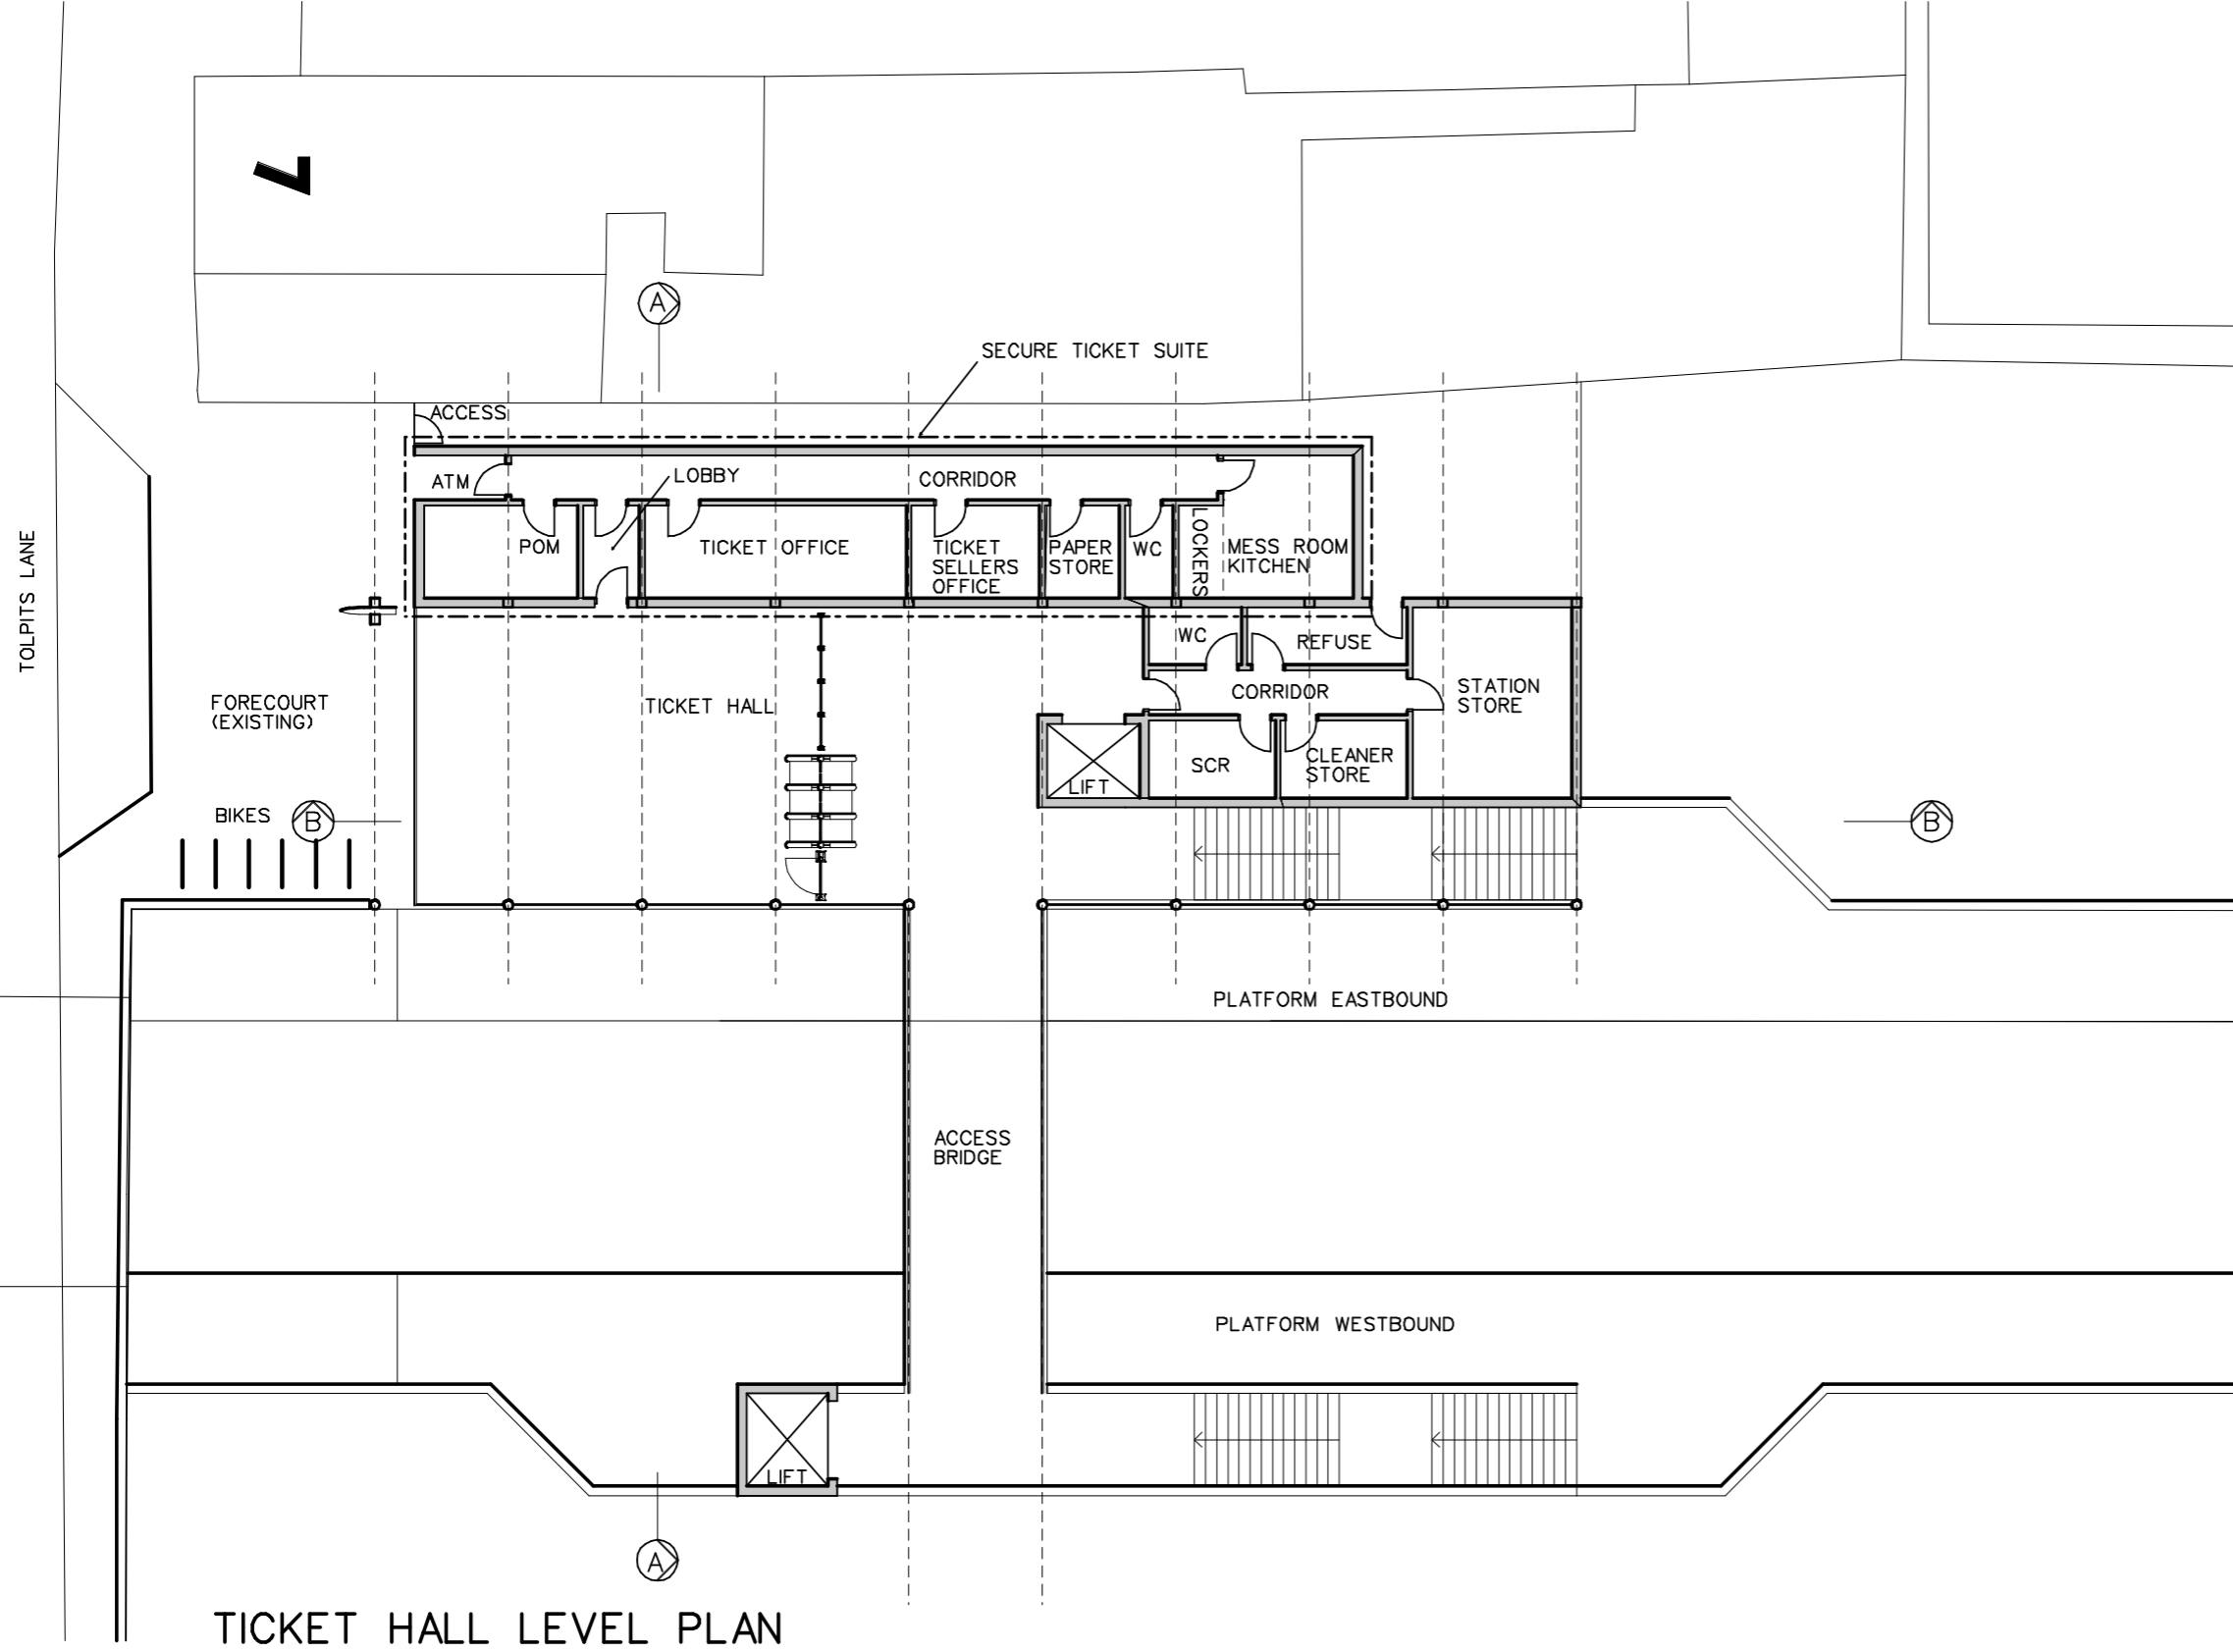 A
SECURE TICKET SUITE
ACCESS
ATM
LOBBY
CORRIDOR
POM
TICKET OFFICE
TICKET
SELLERS
OFFICE
PAPER
STORE
WC
LOCKERS
MESS ROOM
KITCHEN
TOLPITS LANE
WC
REFUSE
CORRIDOR
STATION
STORE
FORECOURT
(EXISTING)
TICKET HALL
SCR
CLEANER
STORE
LIFT
BIKES
B
B
PLATFORM EASTBOUND
ACCESS
BRIDGE
PLATFORM WESTBOUND
LIFT
A
TICKET HALL LEVEL PLAN